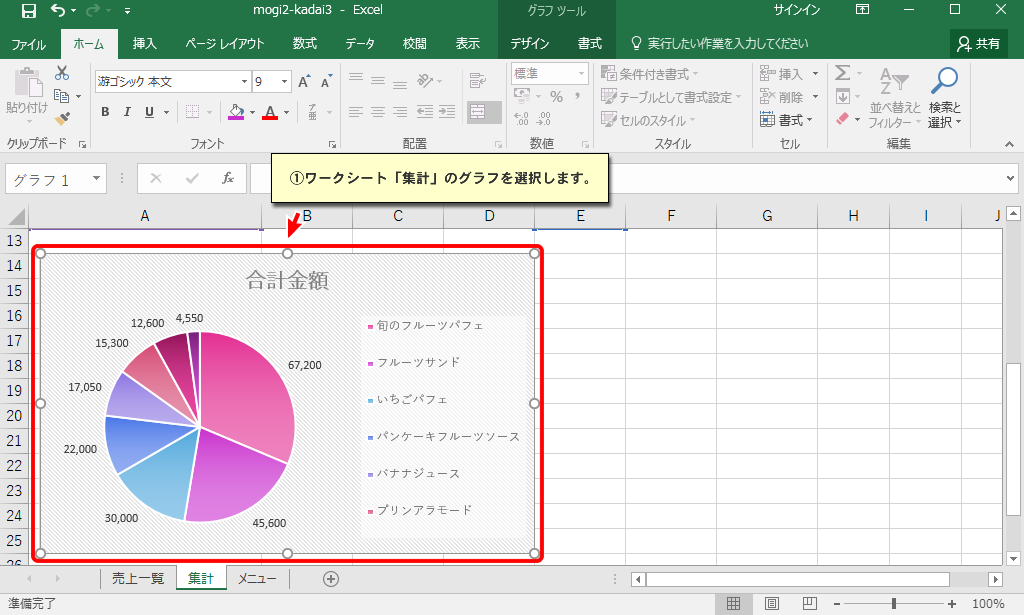 mogi2-kadai3 - Excel
グラフ ツール
サインイン
ファイル ホーム 挿入 ページ レイアウト 数式 データ 校閲 表示 デザイン 書式 実行したい作業を入力してください 共有
貼り付け
クリップボード
游ゴシック 本文 9 A A
B I U A
フォント
配置
標準
% ,
数値
条件付き書式
テーブルとして書式設定
セルのスタイル
スタイル
挿入
削除
書式
セル
Σ
並べ替えと
フィルター
検索と
選択
編集
グラフ 1
fx
①ワークシート「集計」のグラフを選択します。
A B C D E F G H I J
13
14
15
16
17
18
19
20
21
22
23
24
25
26
合計金額
4,550
12,600
15,300
17,050
22,000
30,000
45,600
67,200
旬のフルーツパフェ
フルーツサンド
いちごパフェ
パンケーキフルーツソース
バナナジュース
プリンアラモード
売上一覧 集計 メニュー
準備完了
100%